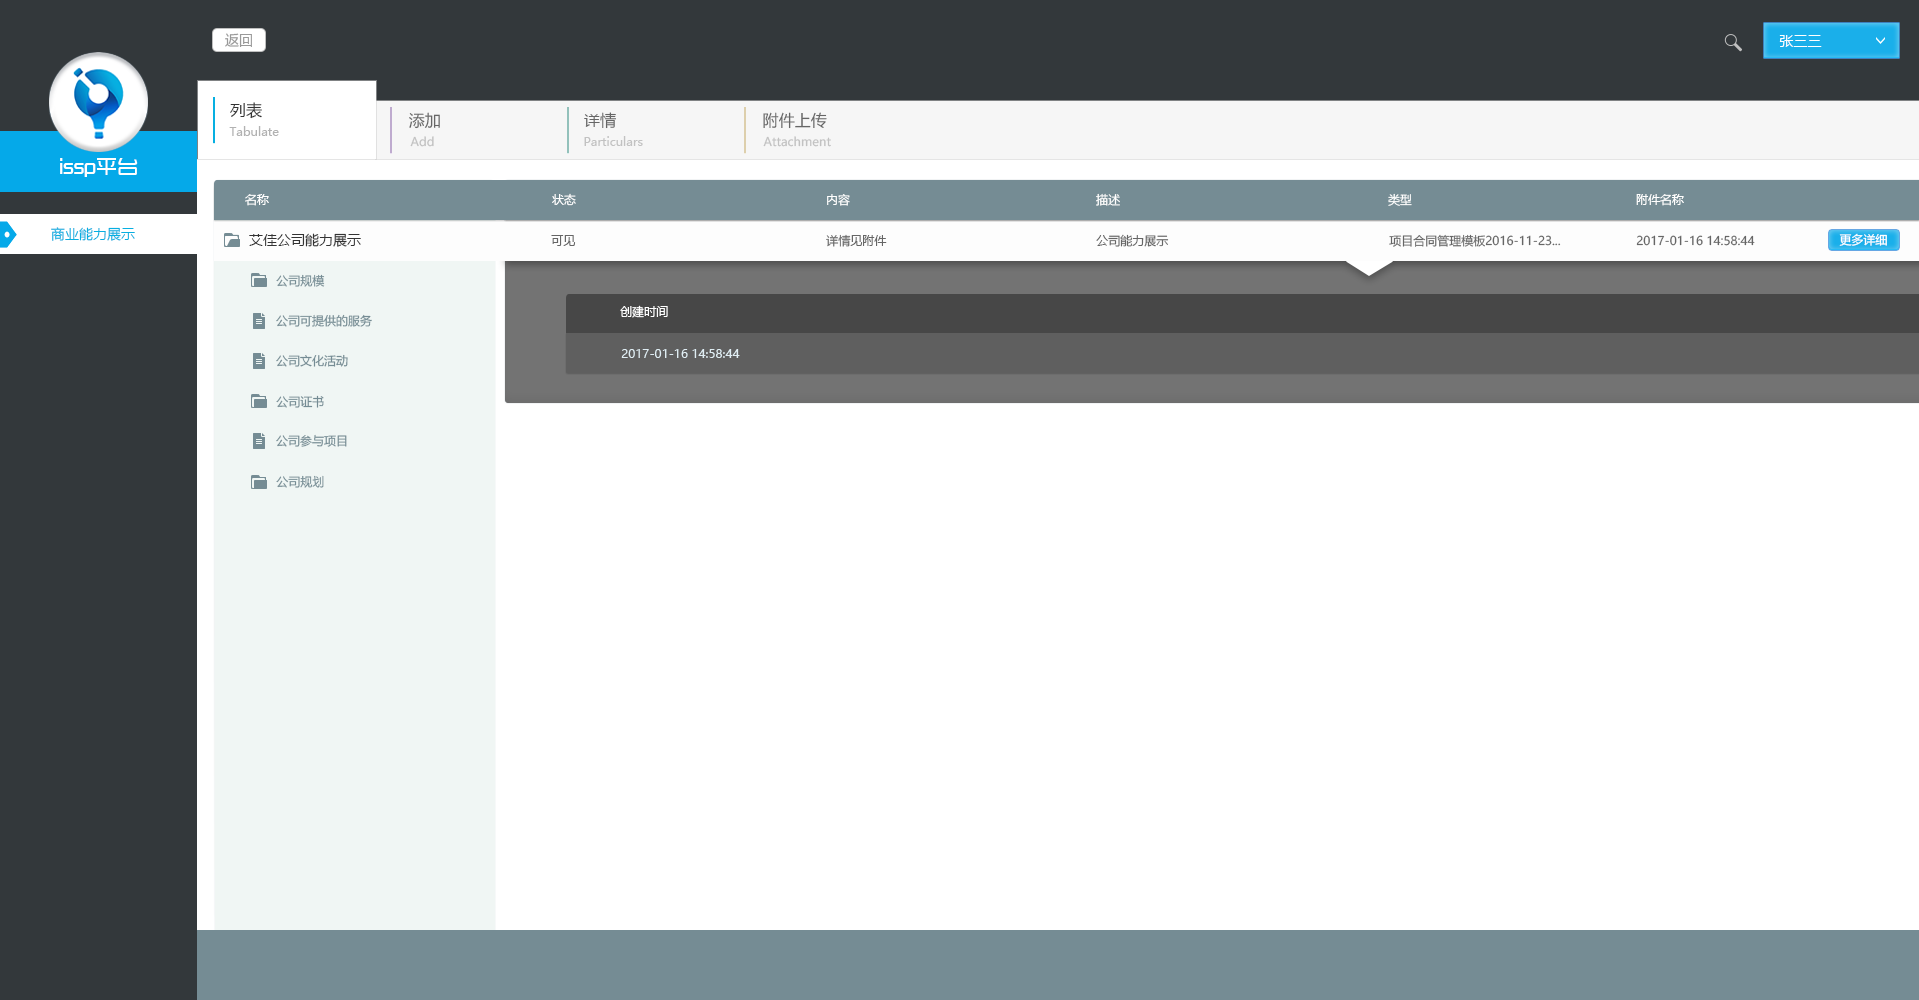 返回
张三三
列表
Tabulate
添加
Add
详情
Particulars
附件上传
Attachment
issp平台
商业能力展示
名称 状态 内容 描述 类型 附件名称
艾佳公司能力展示 可见 详情见附件 公司能力展示 项目合同管理模板2016-11-23... 2017-01-16 14:58:44 更多详细
公司规模
公司可提供的服务
公司文化活动
公司证书
公司参与项目
公司规划
创建时间
2017-01-16 14:58:44